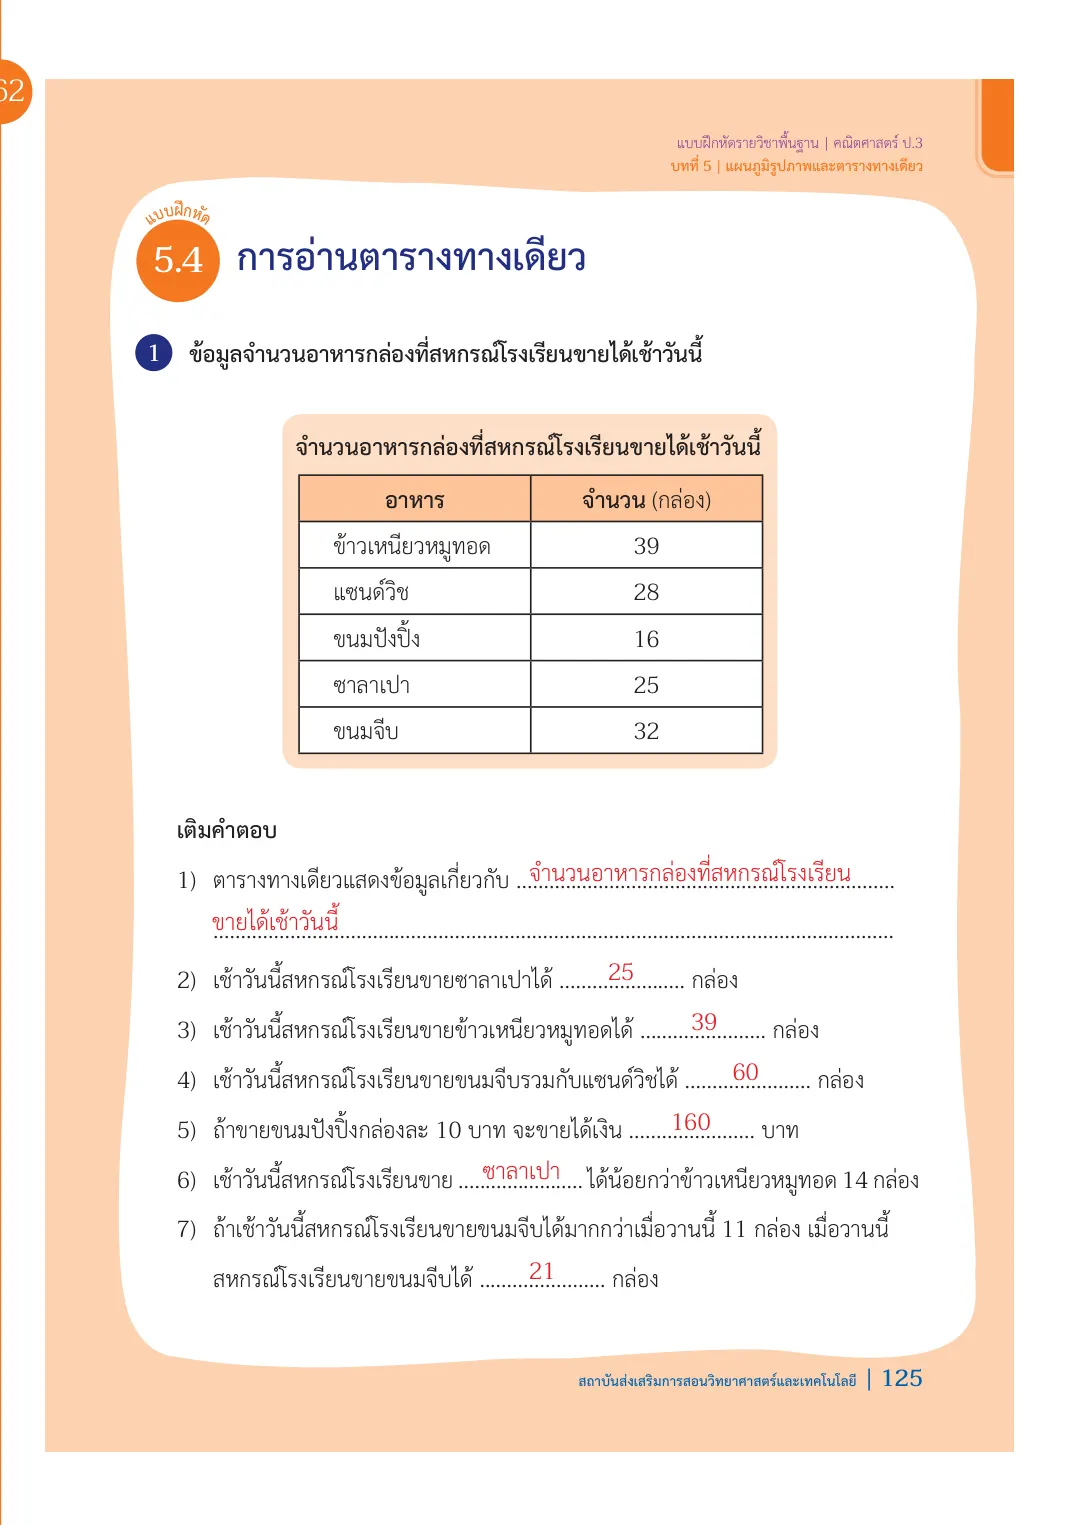 62
แบบฝึกหัดรายวิชาพื้นฐาน | คณิตศาสตร์ ป.3
บทที่ 5 | แผนภูมิรูปภาพและตารางทางเดียว
แบบฝึกหัด
5.4 การอ่านตารางทางเดียว
1 ข้อมูลจำนวนอาหารกล่องที่สหกรณ์โรงเรียนขายได้เช้าวันนี้
จำนวนอาหารกล่องที่สหกรณ์โรงเรียนขายได้เช้าวันนี้
อาหาร จำนวน (กล่อง)
ข้าวเหนียวหมูทอด 39
แซนด์วิช 28
ขนมปังปิ้ง 16
ซาลาเปา 25
ขนมจีบ 32
เติมคำตอบ
1) ตารางทางเดียวแสดงข้อมูลเกี่ยวกับ จำนวนอาหารกล่องที่สหกรณ์โรงเรียน
ขายได้เช้าวันนี้
2) เช้าวันนี้สหกรณ์โรงเรียนขายซาลาเปาได้ 25 กล่อง
3) เช้าวันนี้สหกรณ์โรงเรียนขายข้าวเหนียวหมูทอดได้ 39 กล่อง
4) เช้าวันนี้สหกรณ์โรงเรียนขายขนมจีบรวมกับแซนด์วิชได้ 60 กล่อง
5) ถ้าขายขนมปังปิ้งกล่องละ 10 บาท จะขายได้เงิน 160 บาท
6) เช้าวันนี้สหกรณ์โรงเรียนขาย ซาลาเปา ได้น้อยกว่าข้าวเหนียวหมูทอด 14 กล่อง
7) ถ้าเช้าวันนี้สหกรณ์โรงเรียนขายขนมจีบได้มากกว่าเมื่อวานนี้ 11 กล่อง เมื่อวานนี้
สหกรณ์โรงเรียนขายขนมจีบได้ 21 กล่อง
สถาบันส่งเสริมการสอนวิทยาศาสตร์และเทคโนโลยี | 125